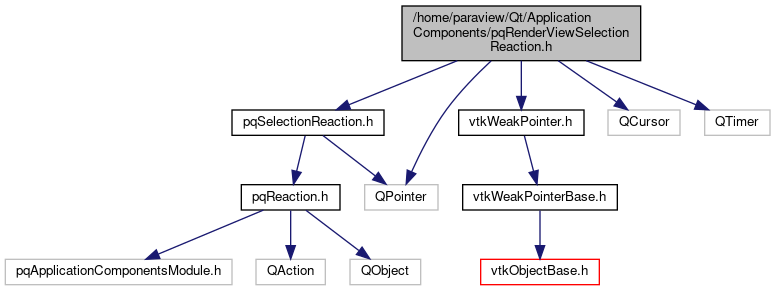 /home/paraview/Qt/Application
Components/pqRenderViewSelection
Reaction.h
pqSelectionReaction.h
vtkWeakPointer.h
QCursor
QTimer
pqReaction.h
QPointer
vtkWeakPointerBase.h
pqApplicationComponentsModule.h
QAction
QObject
vtkObjectBase.h